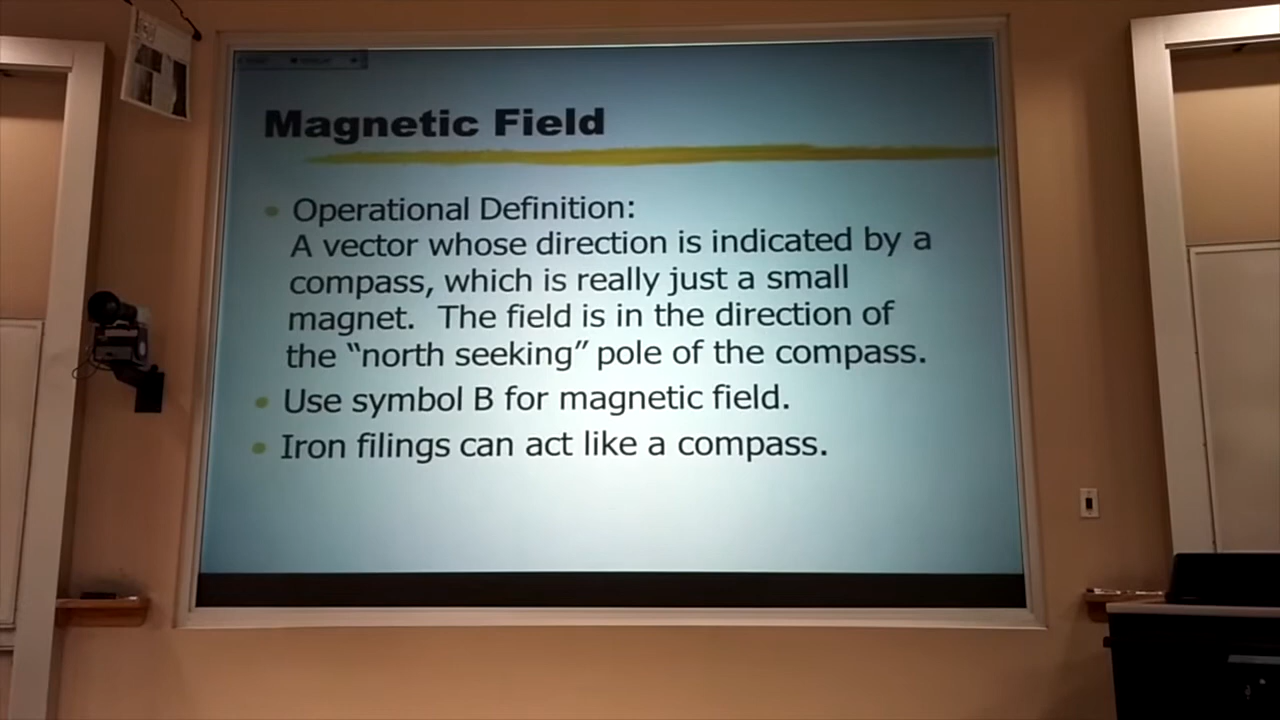 Magnetic Field
Operational Definition:
A vector whose direction is indicated by a
compass, which is really just a small
magnet. The field is in the direction of
the “north seeking” pole of the compass.
Use symbol B for magnetic field.
Iron filings can act like a compass.